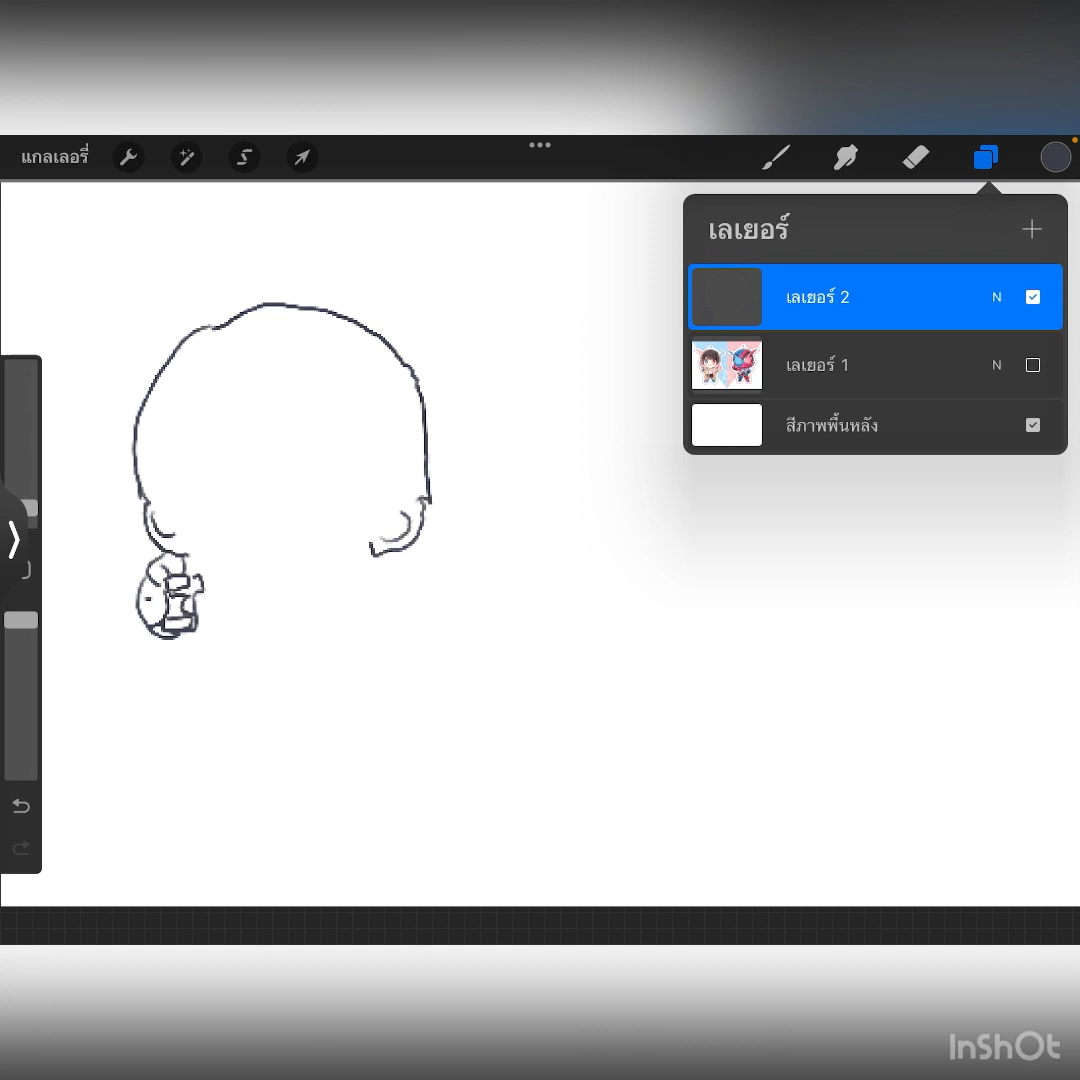 แกลเลอรี่
เลเยอร์
เลเยอร์ 2 N
เลเยอร์ 1 N
สีภาพพื้นหลัง
InShOt